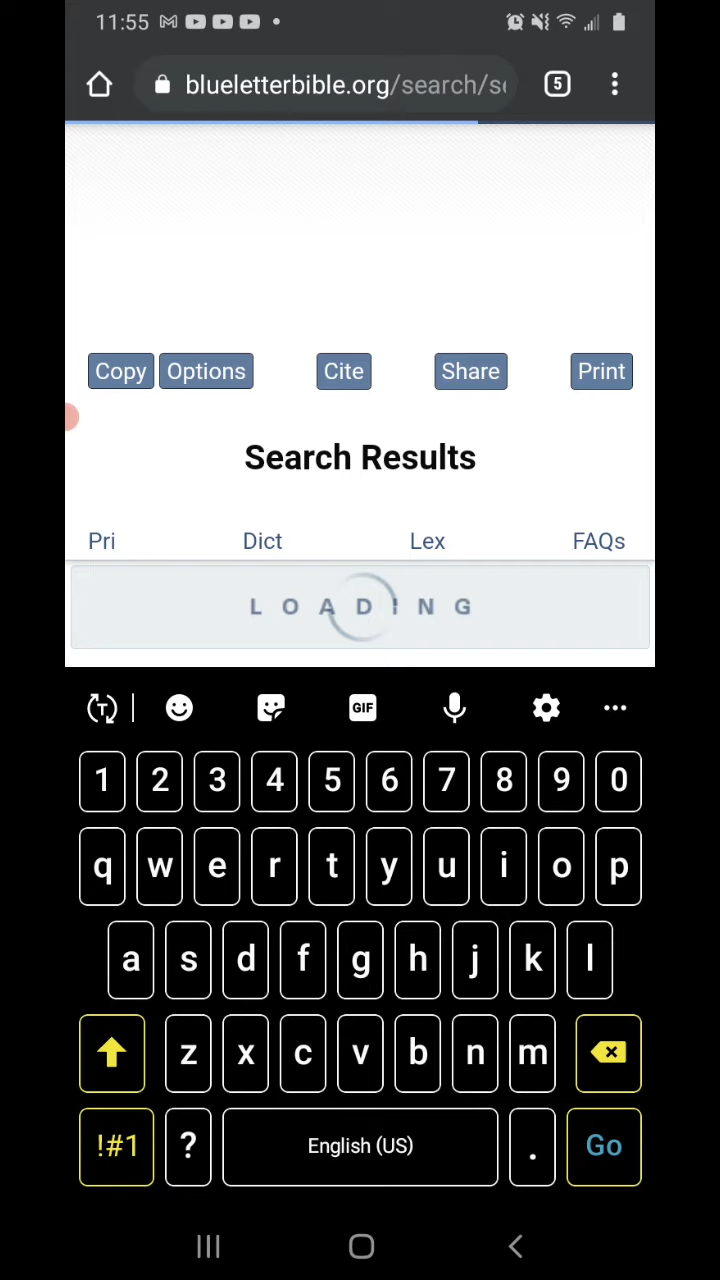 11:55
blueletterbible.org/search/se
5
Copy Options Cite Share Print
Search Results
Pri Dict Lex FAQs
LOADING
T GIF
1 2 3 4 5 6 7 8 9 0
q w e r t y u i o p
a s d f g h j k l
z x c v b n m
!#1 ? English (US) . Go